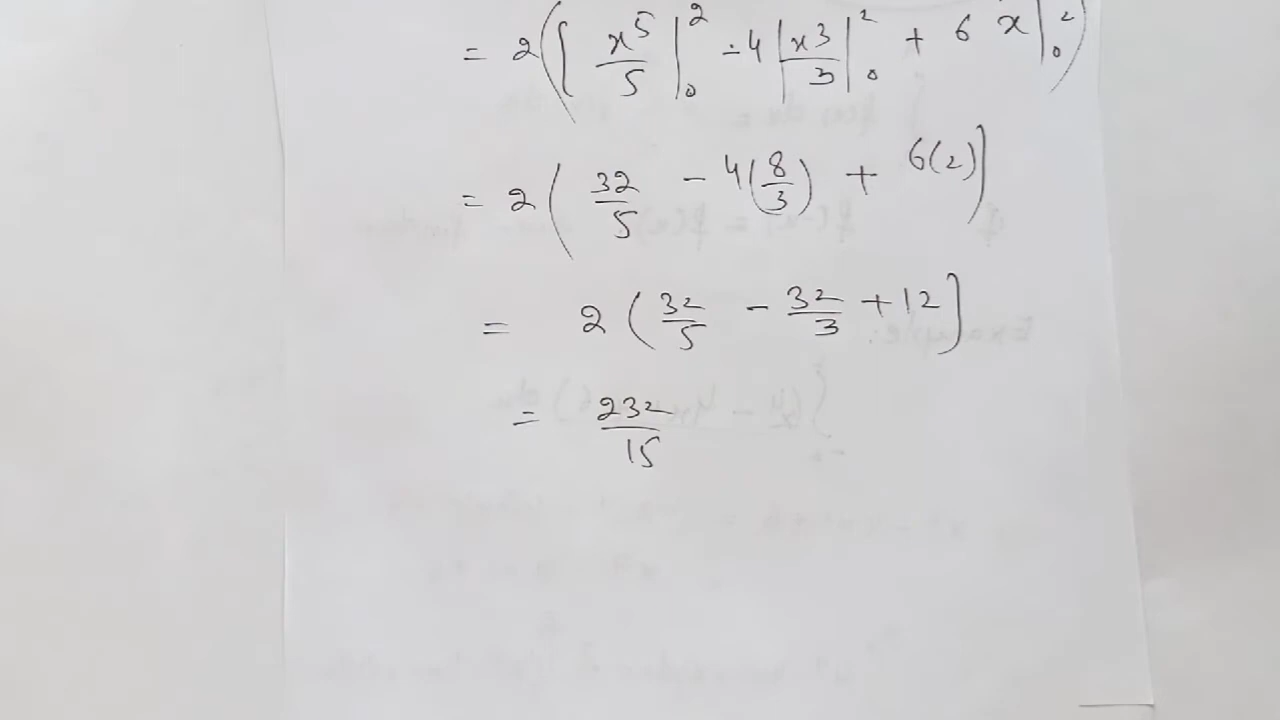 = 2([x^5/5|_0^2 - 4|x3/3|_0^2 + 6 x|_0^2)
= 2(32/5 - 4(8/3) + 6(2)]
= 2(32/5 - 32/3 + 12]
= 232/15